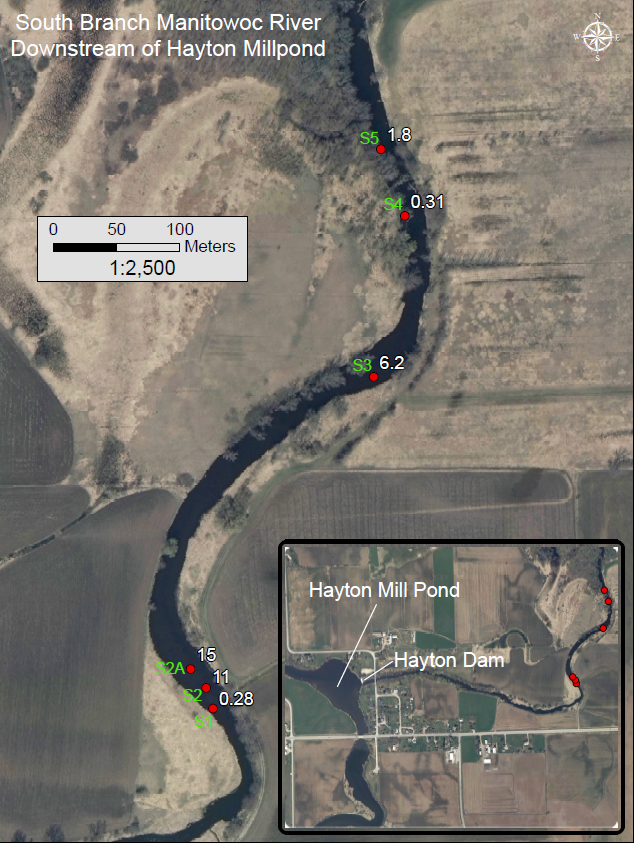 South Branch Manitowoc River
Downstream of Hayton Millpond
N
W E
S
S5 1.8
S4 0.31
0 50 100
Meters
1:2,500
S3 6.2
15
S2A
11
S2
0.28
S1
Hayton Mill Pond
Hayton Dam